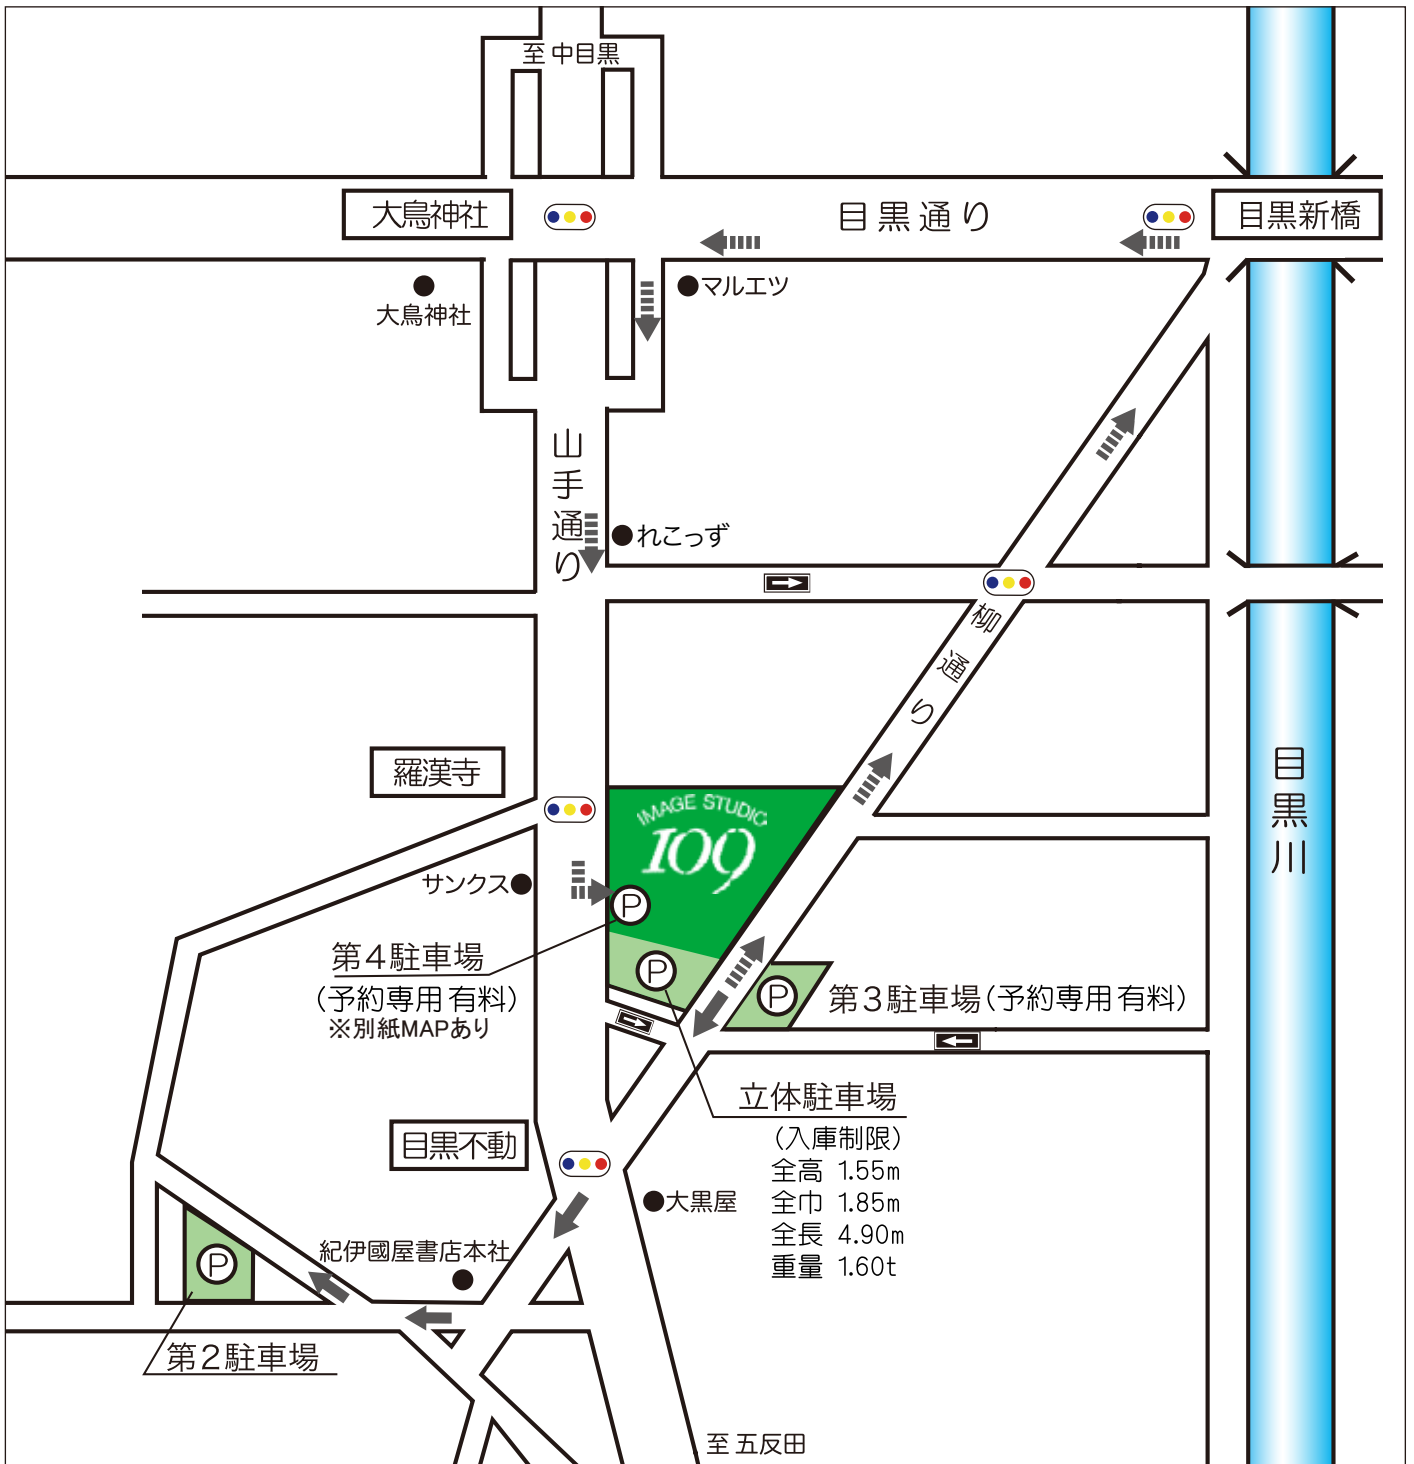 至 中目黒
大鳥神社
目黒通り
目黒新橋
大鳥神社
マルエツ
山手通り
れこっず
柳通り
羅漢寺
IMAGE STUDIO
109
目黒川
サンクス
P
第4駐車場
(予約専用 有料)
※別紙MAPあり
P
P
第3駐車場(予約専用 有料)
立体駐車場
(入庫制限)
全高 1.55m
全巾 1.85m
全長 4.90m
重量 1.60t
目黒不動
大黒屋
紀伊國屋書店本社
P
第2駐車場
至 五反田